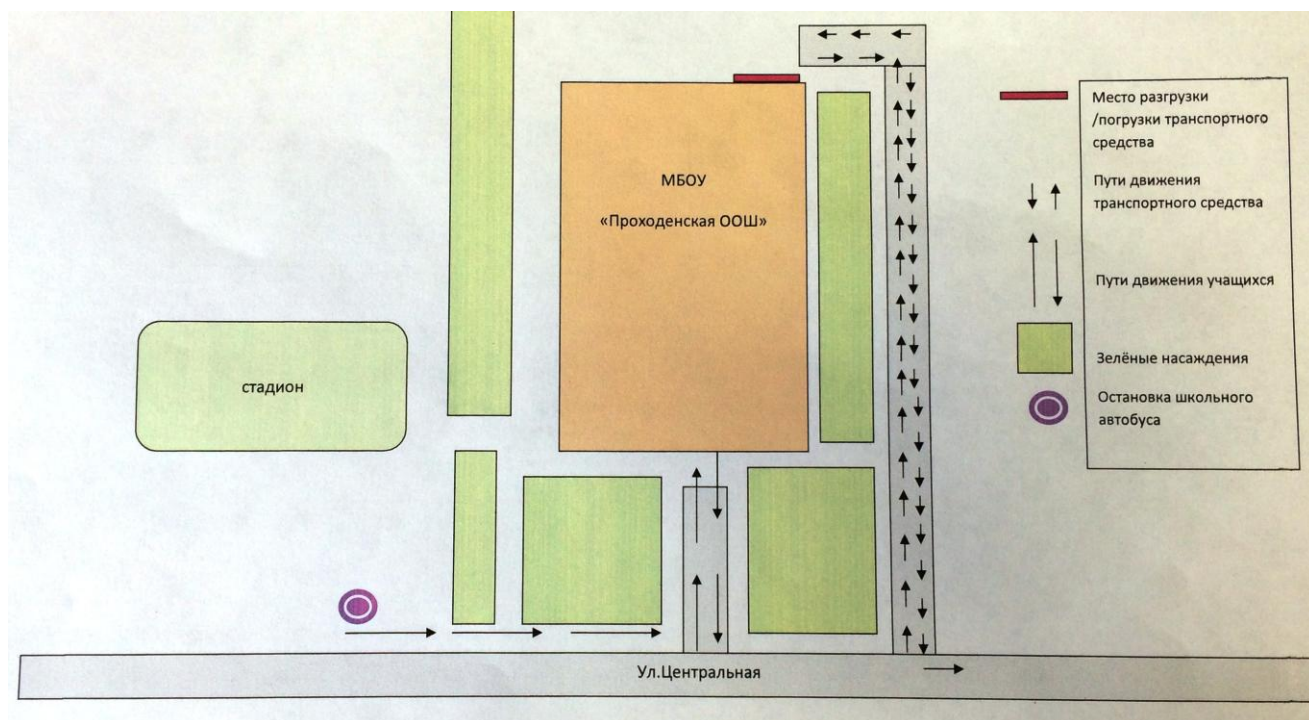 МБОУ
«Проходенская ООШ»
стадион
Ул.Центральная
Место разгрузки
/погрузки транспортного
средства
Пути движения
транспортного средства
Пути движения учащихся
Зелёные насаждения
Остановка школьного
автобуса